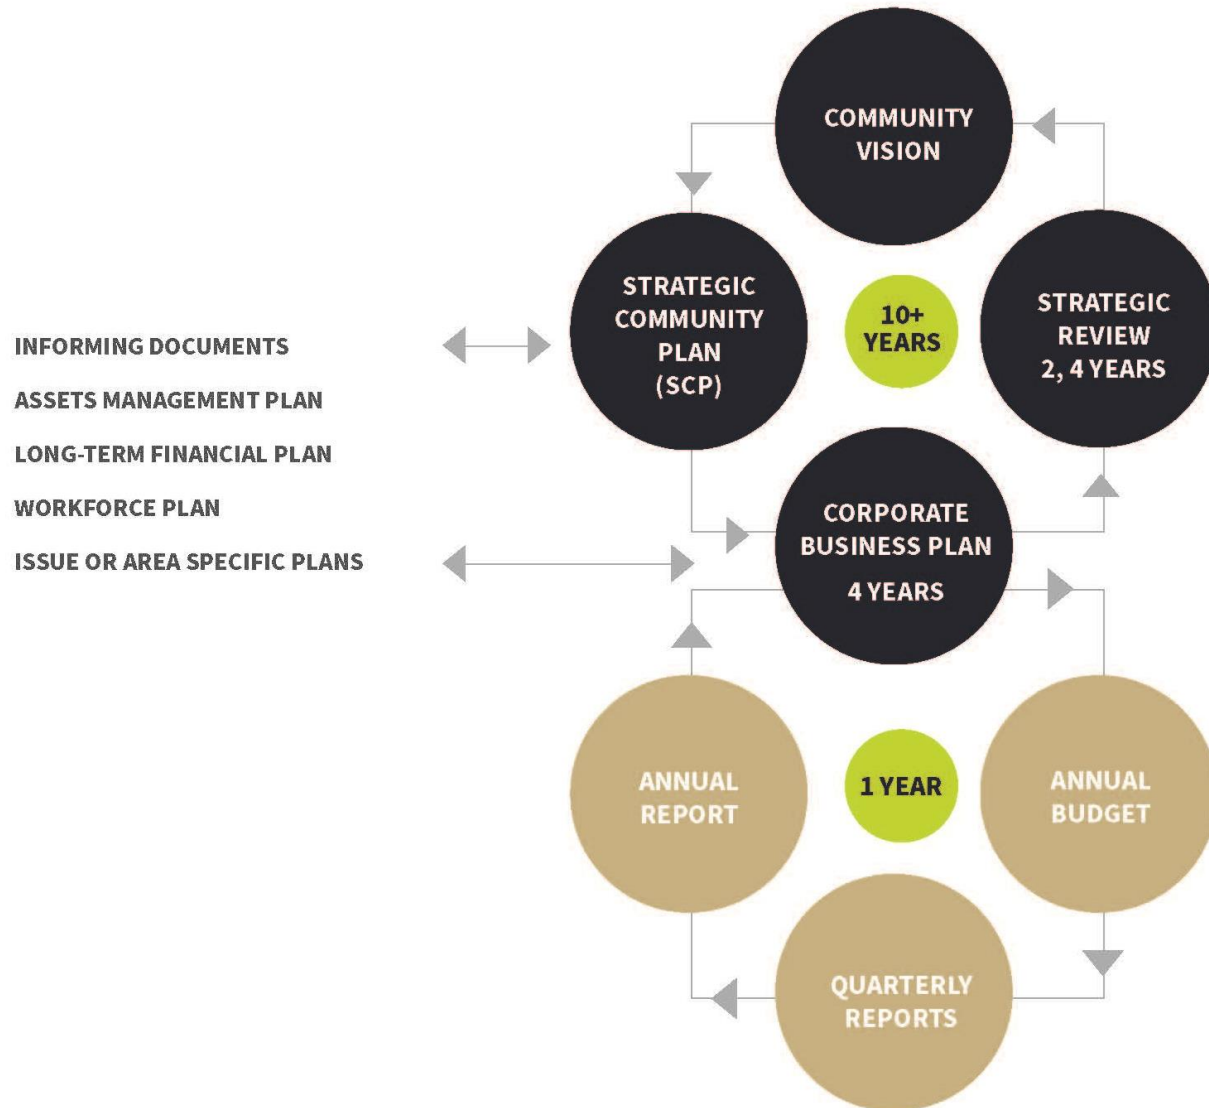 COMMUNITY
VISION
STRATEGIC
COMMUNITY
PLAN
(SCP)
10+
YEARS
STRATEGIC
REVIEW
2, 4 YEARS
INFORMING DOCUMENTS
ASSETS MANAGEMENT PLAN
LONG-TERM FINANCIAL PLAN
WORKFORCE PLAN
ISSUE OR AREA SPECIFIC PLANS
CORPORATE
BUSINESS PLAN
4 YEARS
ANNUAL
REPORT
1 YEAR
ANNUAL
BUDGET
QUARTERLY
REPORTS